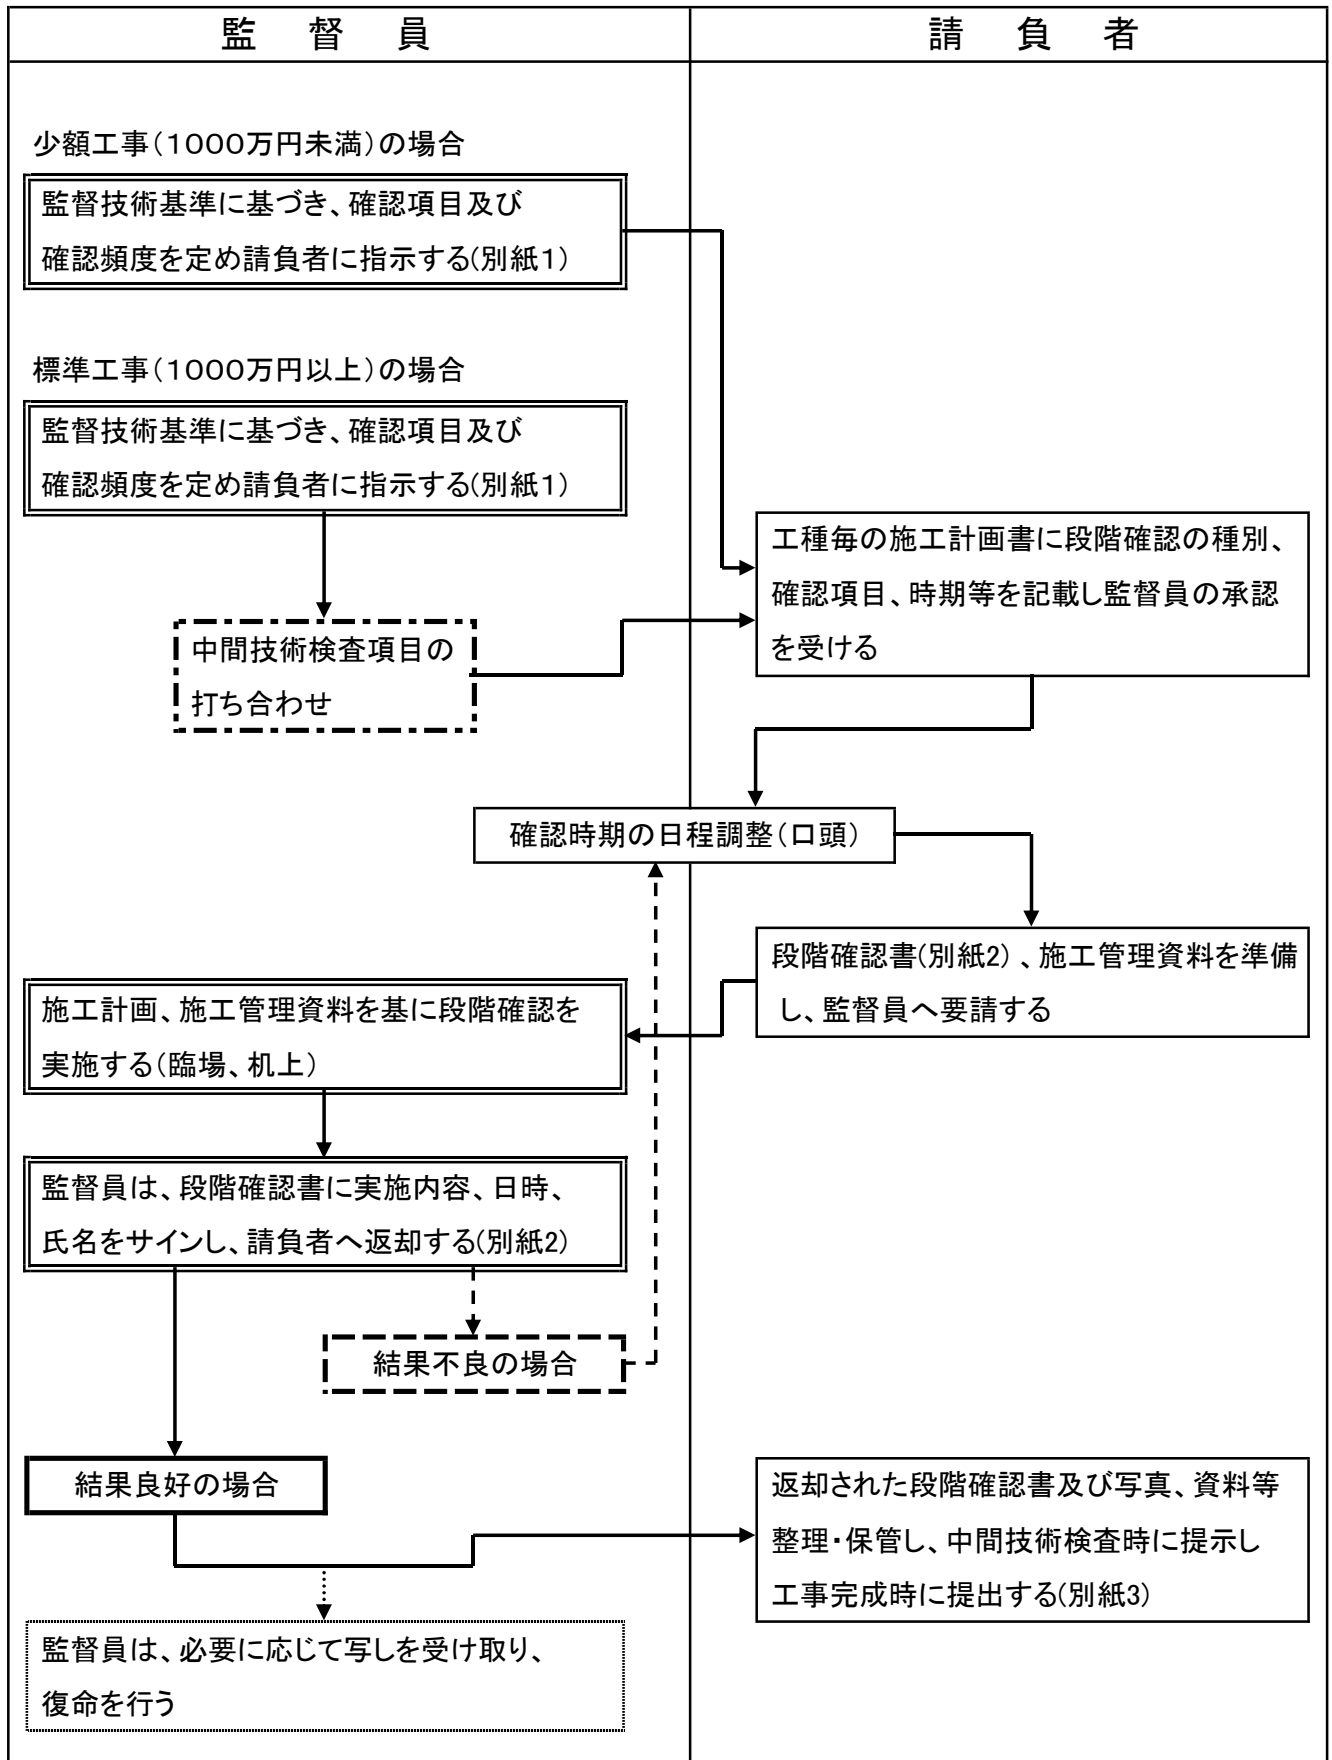 監督員
請負者
少額工事(1000万円未満)の場合
監督技術基準に基づき、確認項目及び
確認頻度を定め請負者に指示する(別紙1)
標準工事(1000万円以上)の場合
監督技術基準に基づき、確認項目及び
確認頻度を定め請負者に指示する(別紙1)
工種毎の施工計画書に段階確認の種別、
確認項目、時期等を記載し監督員の承認
を受ける
中間技術検査項目の
打ち合わせ
確認時期の日程調整(口頭)
段階確認書(別紙2)、施工管理資料を準備
し、監督員へ要請する
施工計画、施工管理資料を基に段階確認を
実施する(臨場、机上)
監督員は、段階確認書に実施内容、日時、
氏名をサインし、請負者へ返却する(別紙2)
結果不良の場合
結果良好の場合
返却された段階確認書及び写真、資料等
整理・保管し、中間技術検査時に提示し
工事完成時に提出する(別紙3)
監督員は、必要に応じて写しを受け取り、
復命を行う